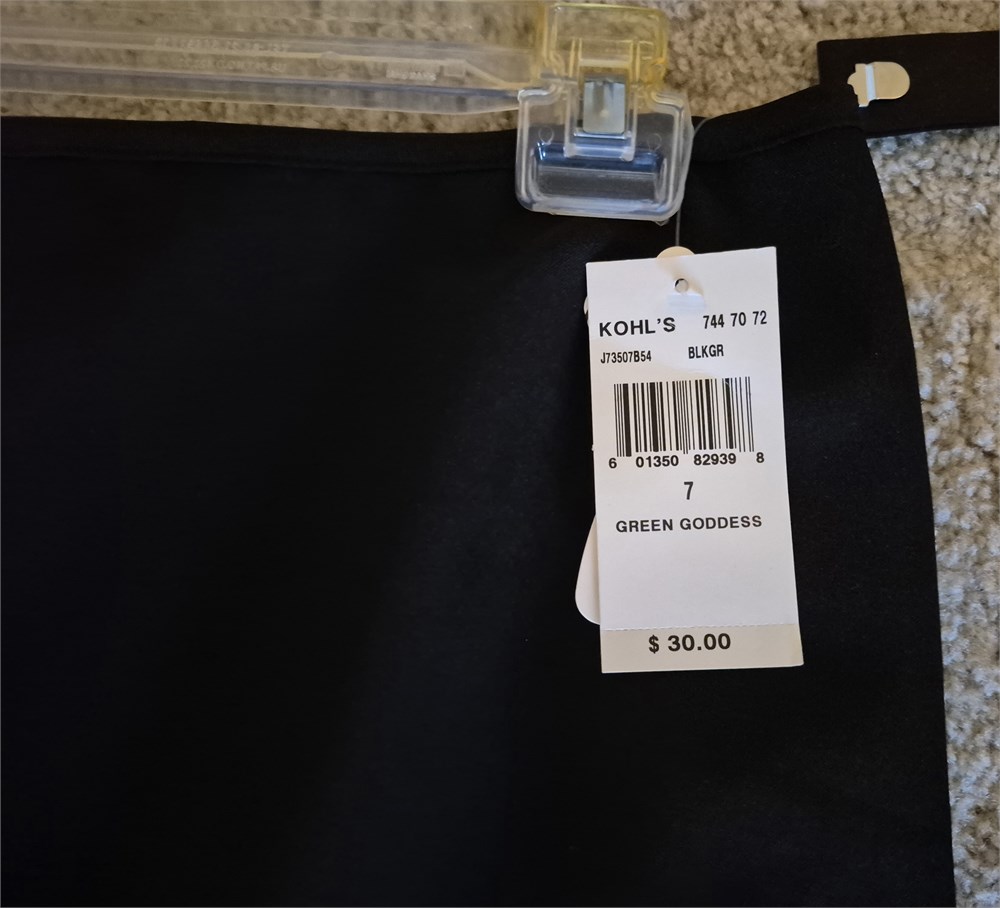 KOHL'S 744 70 72
J73507B54 BLKGR
6 01350 82939 8
7
GREEN GODDESS
$ 30.00